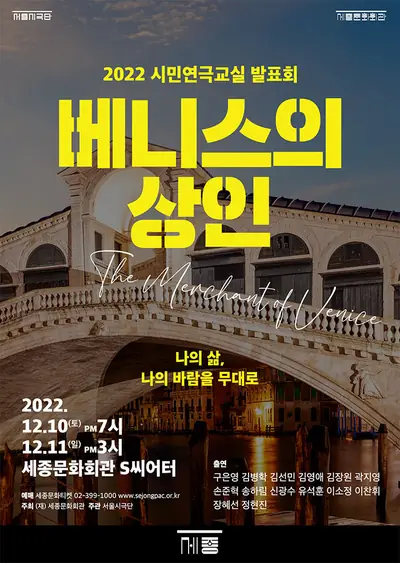 서울시극단
세종문화회관
2022 시민연극교실 발표회
베니스의
상인
The Merchant of Venice
나의 삶,
나의 바람을 무대로
2022.
12.10(토) PM7시
12.11(일) PM3시
세종문화회관 S씨어터
예매 세종문화티켓 02-399-1000 www.sejongpac.or.kr
주최 (재) 세종문화회관 주관 서울시극단
출연
구은영 김병학 김선민 김영애 김장원 곽지영
손준혁 송하림 신광수 유석훈 이소정 이찬휘
장혜선 정현진
세종